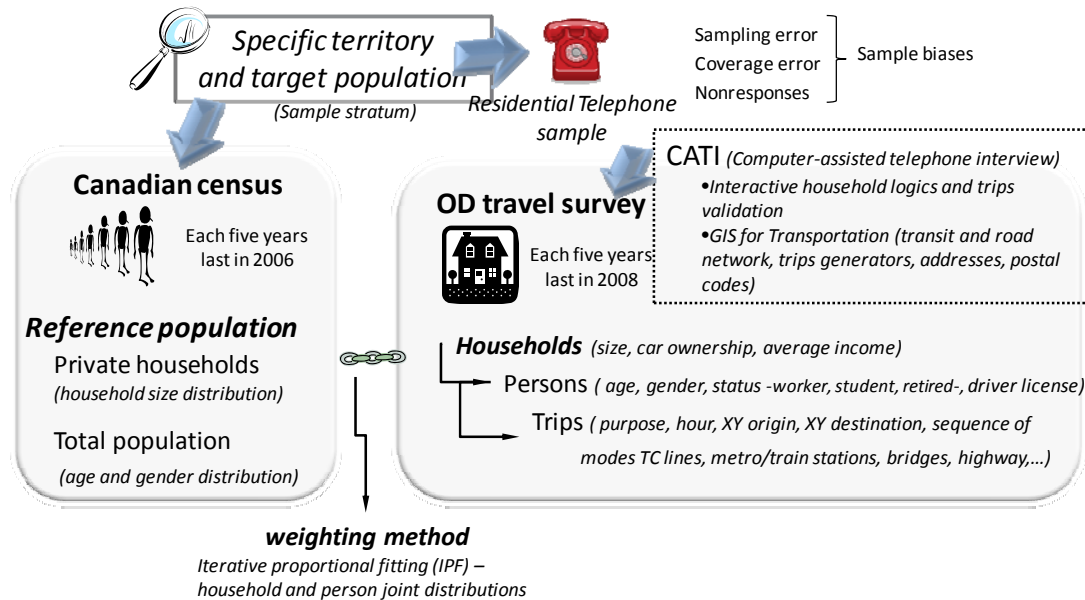 Specific territory
and target population
(Sample stratum)
Residential Telephone
sample
Sampling error
Coverage error
Nonresponses
Sample biases
CATI (Computer-assisted telephone interview)
•Interactive household logics and trips
validation
•GIS for Transportation (transit and road
network, trips generators, addresses, postal
codes)
Canadian census
Each five years
last in 2006
Reference population
Private households
(household size distribution)
Total population
(age and gender distribution)
OD travel survey
Each five years
last in 2008
Households (size, car ownership, average income)
Persons ( age, gender, status -worker, student, retired-, driver license)
Trips ( purpose, hour, XY origin, XY destination, sequence of
modes TC lines, metro/train stations, bridges, highway,...)
weighting method
Iterative proportional fitting (IPF) –
household and person joint distributions